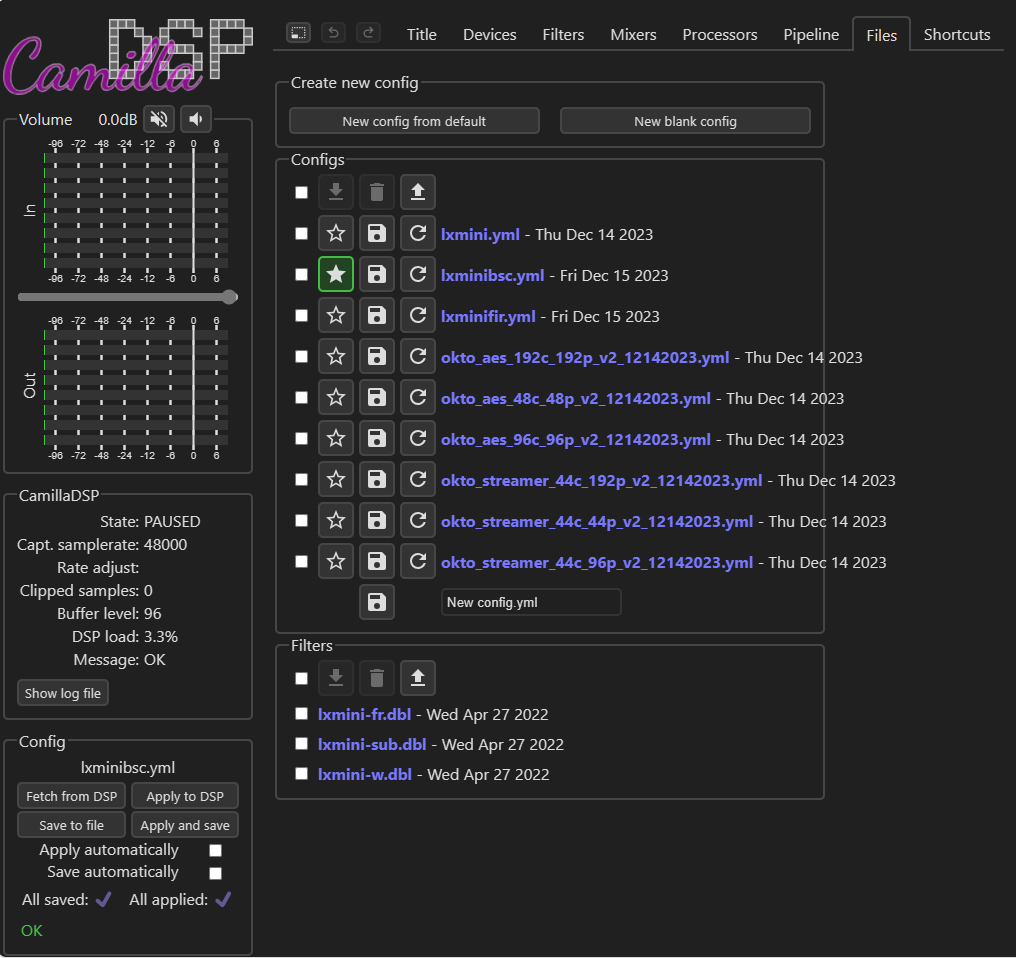 Camilla DSP
Title Devices Filters Mixers Processors Pipeline Files Shortcuts
Volume 0.0dB
-96 -72 -48 -24 -12 -6 0 6
In
-96 -72 -48 -24 -12 -6 0 6
-96 -72 -48 -24 -12 -6 0 6
Out
-96 -72 -48 -24 -12 -6 0 6
CamillaDSP
State: PAUSED
Capt. samplerate: 48000
Rate adjust:
Clipped samples: 0
Buffer level: 96
DSP load: 3.3%
Message: OK
Show log file
Config
lxminibsc.yml
Fetch from DSP Apply to DSP
Save to file Apply and save
Apply automatically
Save automatically
All saved: All applied:
OK
Create new config
New config from default New blank config
Configs
lxmini.yml - Thu Dec 14 2023
lxminibsc.yml - Fri Dec 15 2023
lxminifir.yml - Fri Dec 15 2023
okto_aes_192c_192p_v2_12142023.yml - Thu Dec 14 2023
okto_aes_48c_48p_v2_12142023.yml - Thu Dec 14 2023
okto_aes_96c_96p_v2_12142023.yml - Thu Dec 14 2023
okto_streamer_44c_192p_v2_12142023.yml - Thu Dec 14 2023
okto_streamer_44c_44p_v2_12142023.yml - Thu Dec 14 2023
okto_streamer_44c_96p_v2_12142023.yml - Thu Dec 14 2023
New config.yml
Filters
lxmini-fr.dbl - Wed Apr 27 2022
lxmini-sub.dbl - Wed Apr 27 2022
lxmini-w.dbl - Wed Apr 27 2022